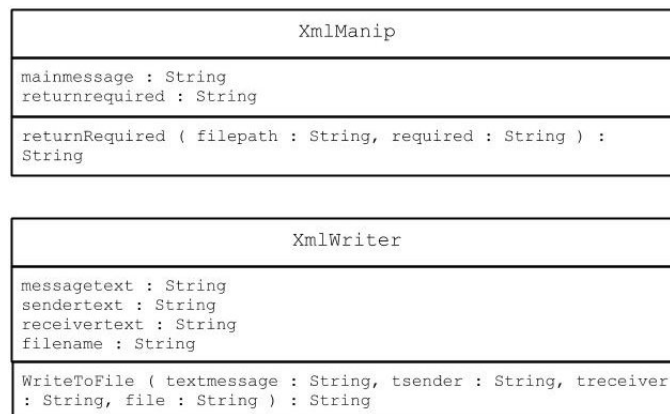 XmlManip
mainmessage : String
returnrequired : String
returnRequired ( filepath : String, required : String ) :
String
XmlWriter
messagetext : String
sendertext : String
receivertext : String
filename : String
WriteToFile ( textmessage : String, tsender : String, treceiver
: String, file : String ) : String